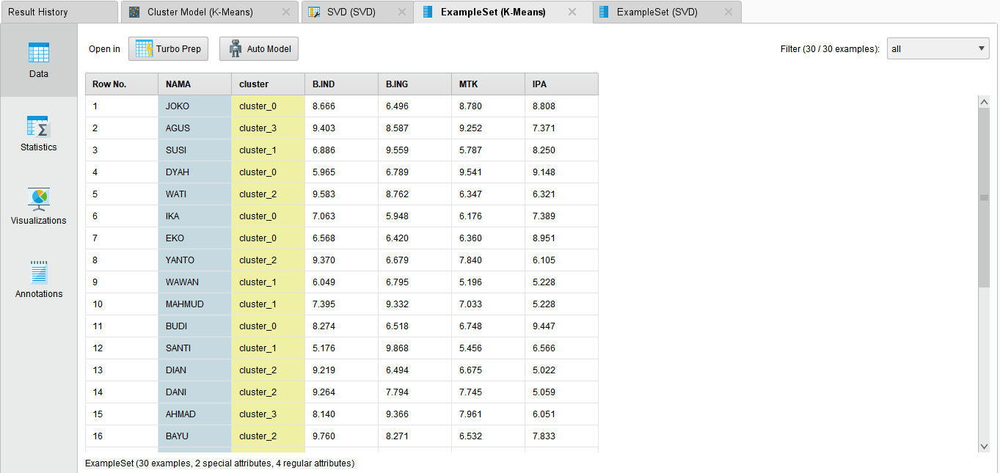 Result History Cluster Model (K-Means) SVD (SVD) ExampleSet (K-Means) ExampleSet (SVD)
Data
Statistics
Visualizations
Annotations
Open in Turbo Prep Auto Model Filter (30 / 30 examples): all
Row No. NAMA cluster B.IND B.ING MTK IPA
1 JOKO cluster_0 8.666 6.496 8.780 8.808
2 AGUS cluster_3 9.403 8.587 9.252 7.371
3 SUSI cluster_1 6.886 9.559 5.787 8.250
4 DYAH cluster_0 5.965 6.789 9.541 9.148
5 WATI cluster_2 9.583 8.762 6.347 6.321
6 IKA cluster_0 7.063 5.948 6.176 7.389
7 EKO cluster_0 6.568 6.420 6.360 8.951
8 YANTO cluster_2 9.370 6.679 7.840 6.105
9 WAWAN cluster_1 6.049 6.795 5.196 5.228
10 MAHMUD cluster_1 7.395 9.332 7.033 5.228
11 BUDI cluster_0 8.274 6.518 6.748 9.447
12 SANTI cluster_1 5.176 9.868 5.456 6.566
13 DIAN cluster_2 9.219 6.494 6.675 5.022
14 DANI cluster_2 9.264 7.794 7.745 5.059
15 AHMAD cluster_3 8.140 9.366 7.961 6.051
16 BAYU cluster_2 9.760 8.271 6.532 7.833
ExampleSet (30 examples, 2 special attributes, 4 regular attributes)